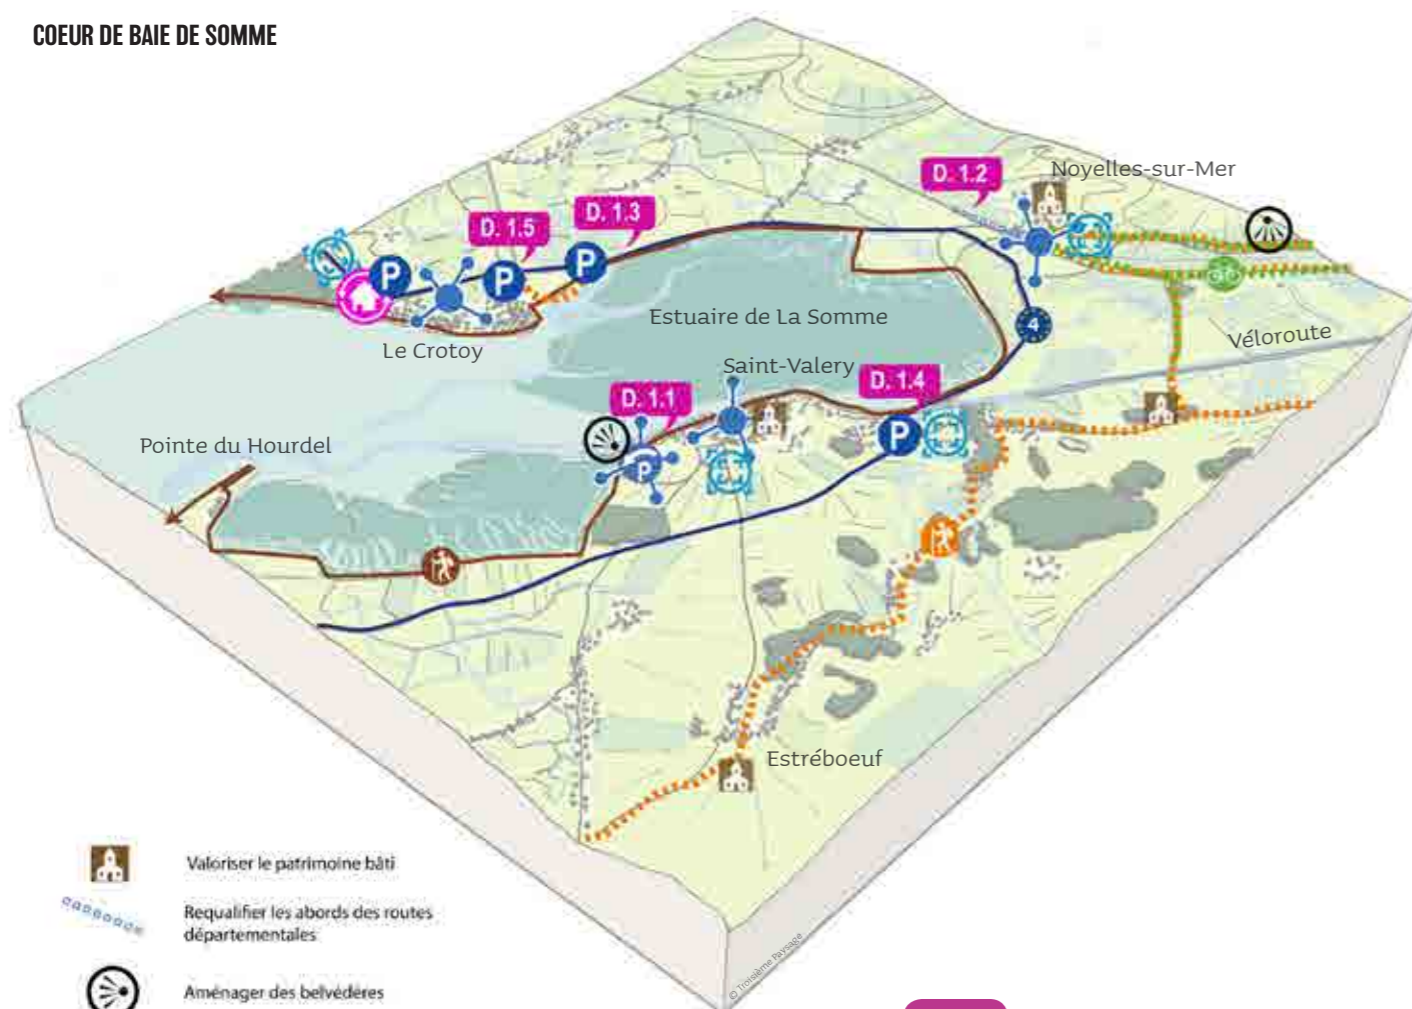 COEUR DE BAIE DE SOMME
D. 1.2
Noyelles-sur-Mer
D. 1.3
D. 1.5
P
P
P
Estuaire de La Somme
4
Véloroute
Le Crotoy
Saint-Valery
D. 1.4
D. 1.1
P
P
Pointe du Hourdel
Estréboeuf
Valoriser le patrimoine bâti
Requalifier les abords des routes
départementales
Aménager des belvédères
© Troisième Paysage